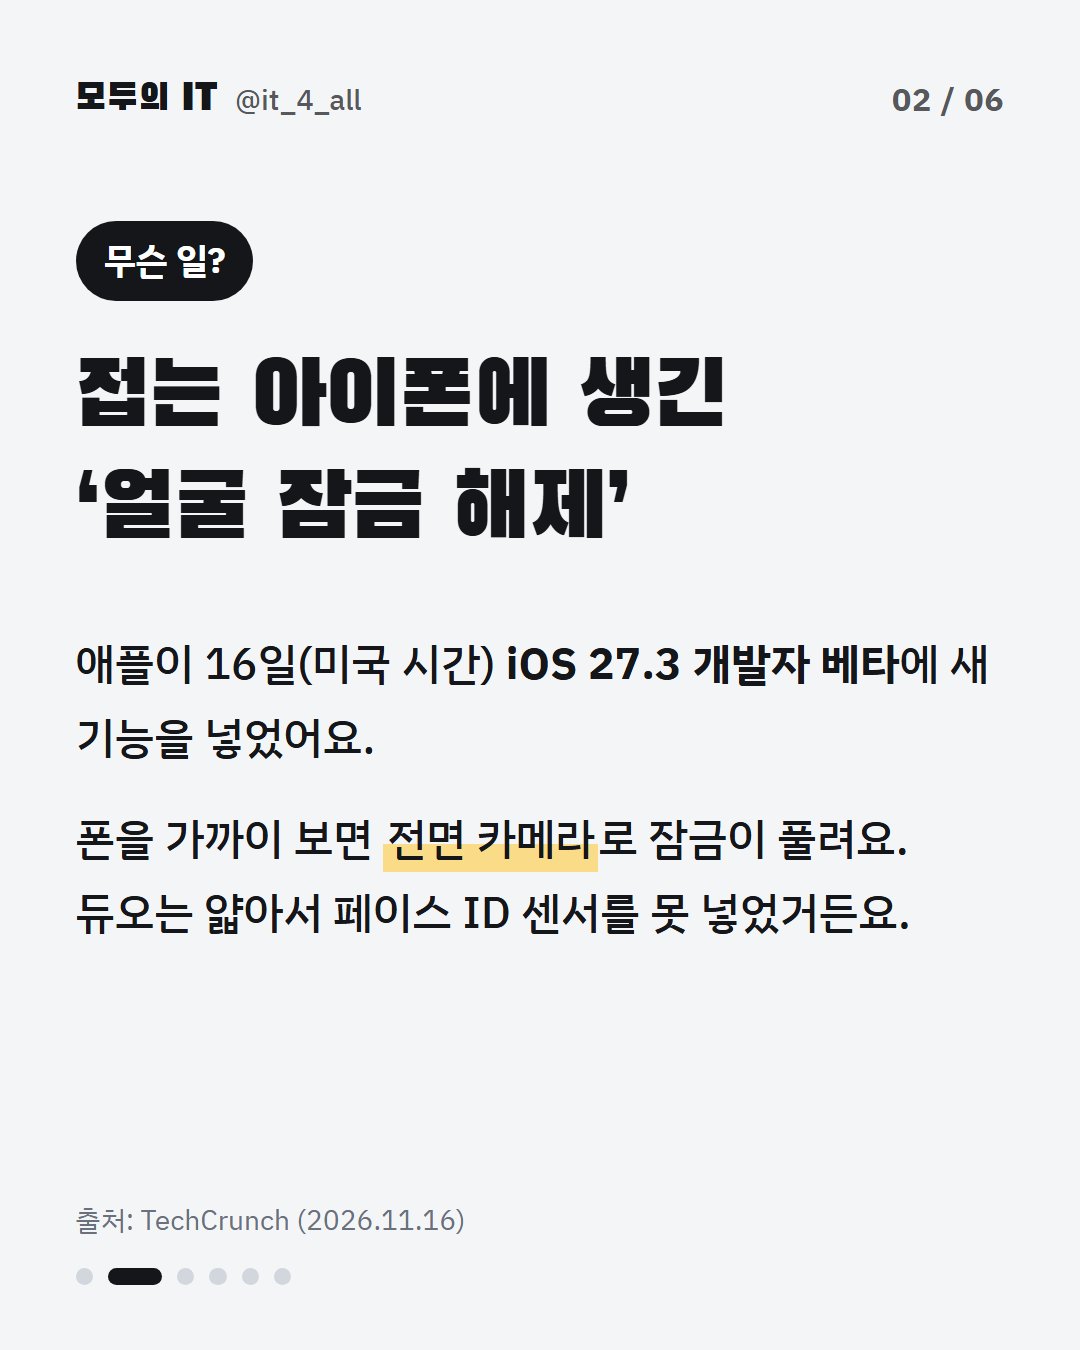 모두의 IT @it_4_all
02 / 06
무슨 일?
접는 아이폰에 생긴
‘얼굴 잠금 해제’
애플이 16일(미국 시간) iOS 27.3 개발자 베타에 새
기능을 넣었어요.
폰을 가까이 보면 전면 카메라로 잠금이 풀려요.
듀오는 얇아서 페이스 ID 센서를 못 넣었거든요.
출처: TechCrunch (2026.11.16)